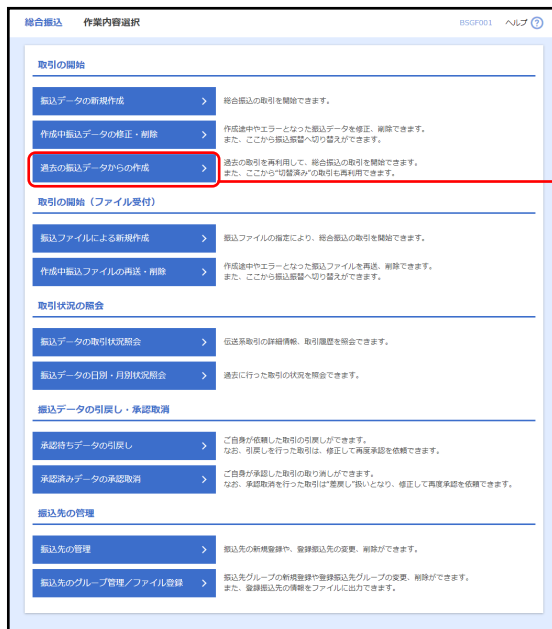 総合振込 作業内容選択 BSGF001 ヘルプ ?
取引の開始
振込データの新規作成 総合振込の取引を開始できます。
作成中振込データの修正・削除 作成途中やエラーとなった振込データを修正、削除できます。
また、ここから振込振替へ切り替えができます。
過去の振込データからの作成 過去の取引を再利用して、総合振込の取引を開始できます。
また、ここから“切替済み”の取引も再利用できます。
取引の開始（ファイル受付）
振込ファイルによる新規作成 振込ファイルの指定により、総合振込の取引を開始できます。
作成中振込ファイルの再送・削除 作成途中やエラーとなった振込ファイルを再送、削除できます。
また、ここから振込振替へ切り替えができます。
取引状況の照会
振込データの取引状況照会 伝送系取引の詳細情報、取引履歴を照会できます。
振込データの日別・月別状況照会 過去に行った取引の状況を照会できます。
振込データの引戻し・承認取消
承認待ちデータの引戻し ご自身が依頼した取引の引戻しができます。
なお、引戻しを行った取引は、修正して再度承認を依頼できます。
承認済みデータの承認取消 ご自身が承認した取引の取り消しができます。
なお、承認取消を行った取引は“差戻し”扱いとなり、修正して再度承認を依頼できます。
振込先の管理
振込先の管理 振込先の新規登録や、登録振込先の変更、削除ができます。
振込先のグループ管理／ファイル登録 振込先グループの新規登録や登録振込先グループの変更、削除ができます。
また、登録振込先の情報をファイルに出力できます。